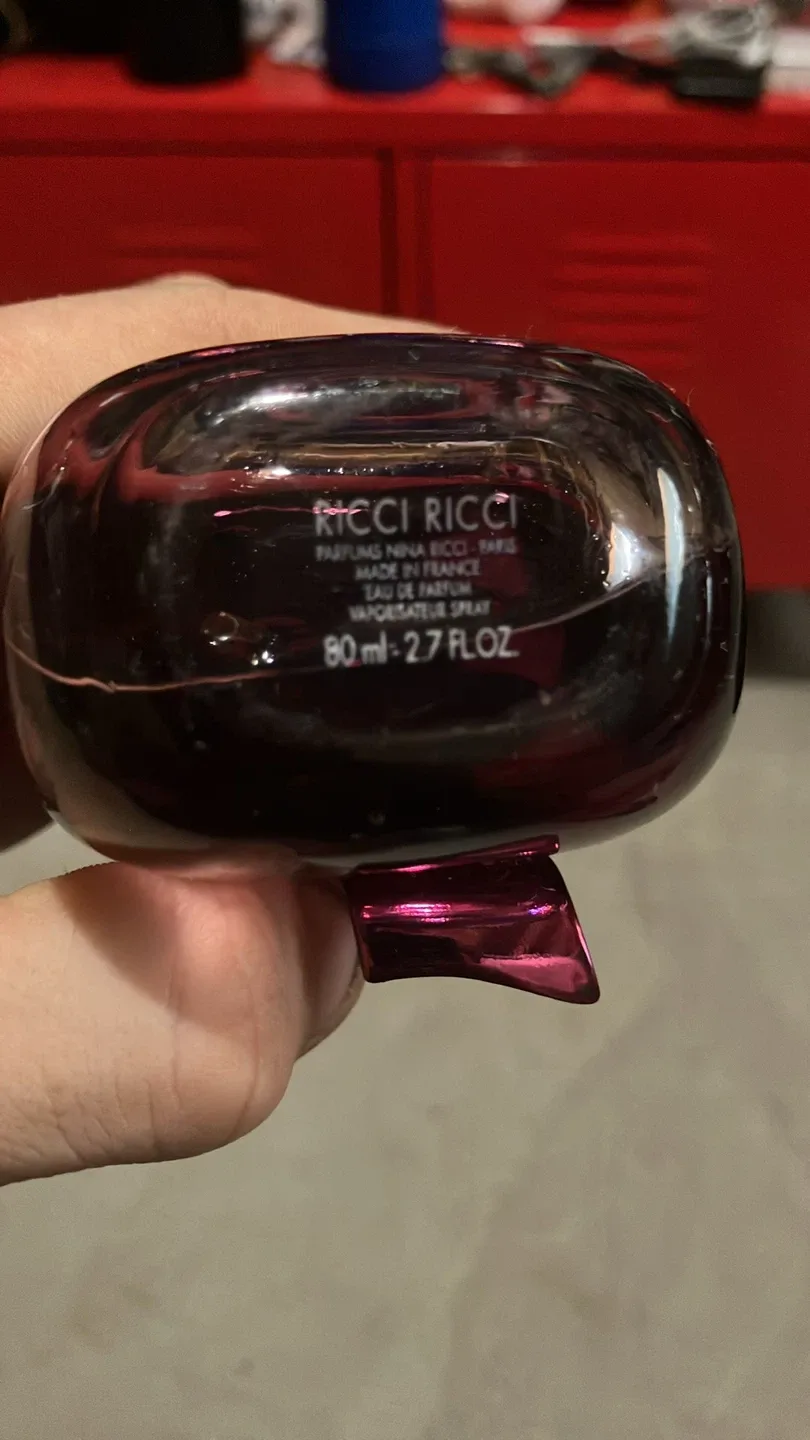 RICCI RICCI
PARFUMS NINA RICCI - PARIS
MADE IN FRANCE
EAU DE PARFUM
VAPORISATEUR SPRAY
80 ml - 2.7 FL.OZ.